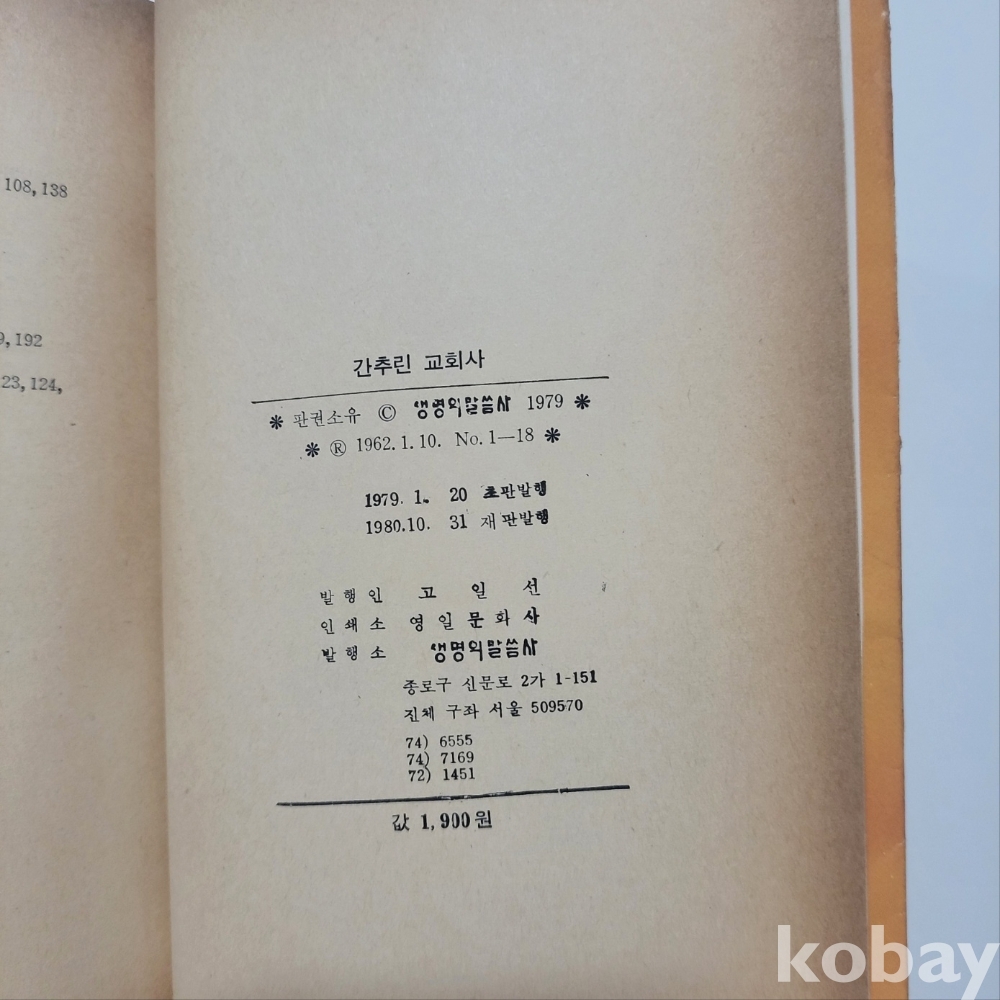 108, 138
9, 192
23, 124,
간추린 교회사
* 판권소유 © 생명의말씀사 1979 *
* ® 1962. 1. 10. No. 1—18 *
1979. 1. 20 초판발행
1980. 10. 31 재판발행
발행인 고 일 선
인쇄소 영일문화사
발행소 생명의말씀사
종로구 신문로 2가 1-151
진체 구좌 서울 509570
74) 6555
74) 7169
72) 1451
값 1,900원
kobay